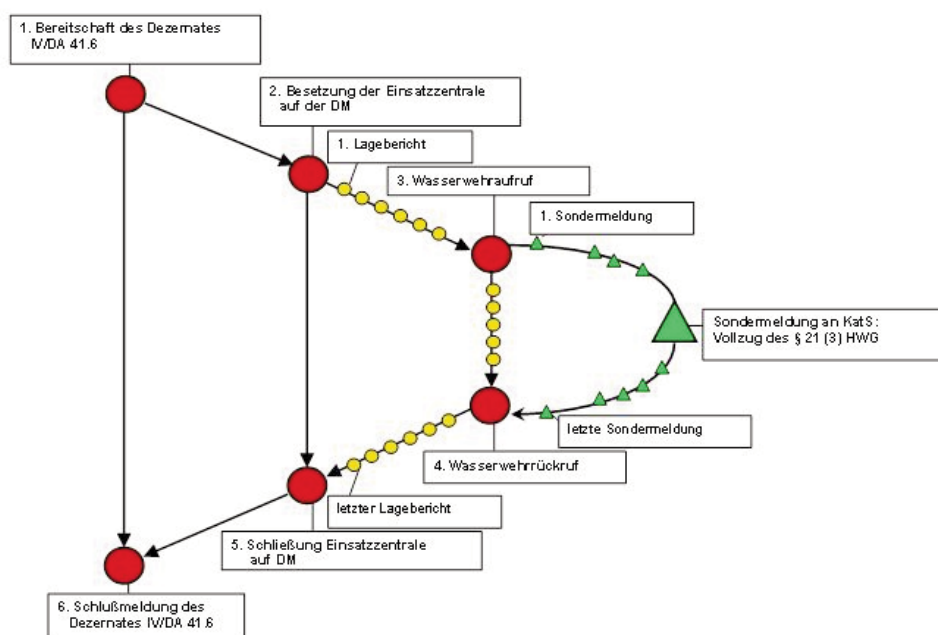 1. Bereitschaft des Dezernates
IV/DA 41.6
2. Besetzung der Einsatzzentrale
auf der DM
1. Lagebericht
3. Wasserwehraufruf
1. Sondermeldung
Sondermeldung an KatS:
Vollzug des § 21 (3) HWG
letzte Sondermeldung
4. Wasserwehrrückruf
letzter Lagebericht
5. Schließung Einsatzzentrale
auf DM
6. Schlußmeldung des
Dezernates IV/DA 41.6